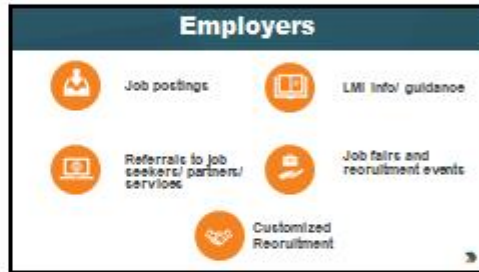 Employers
Job postings
LMI info/ guidance
Referrals to job
seekers/ partners/
services
Job fairs and
recruitment events
Customized
Recruitment